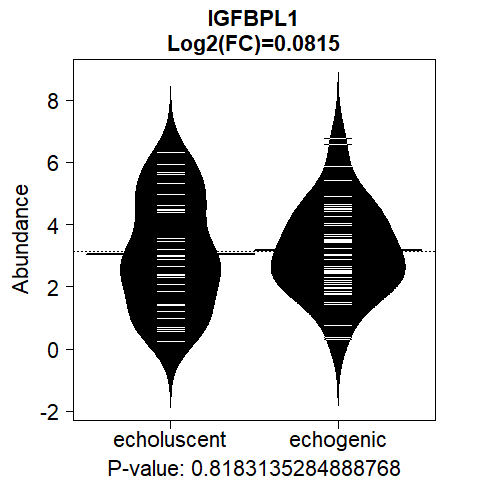 IGFBPL1
Log2(FC)=0.0815
Abundance
8
6
4
2
0
-2
echoluscent echogenic
P-value: 0.8183135284888768